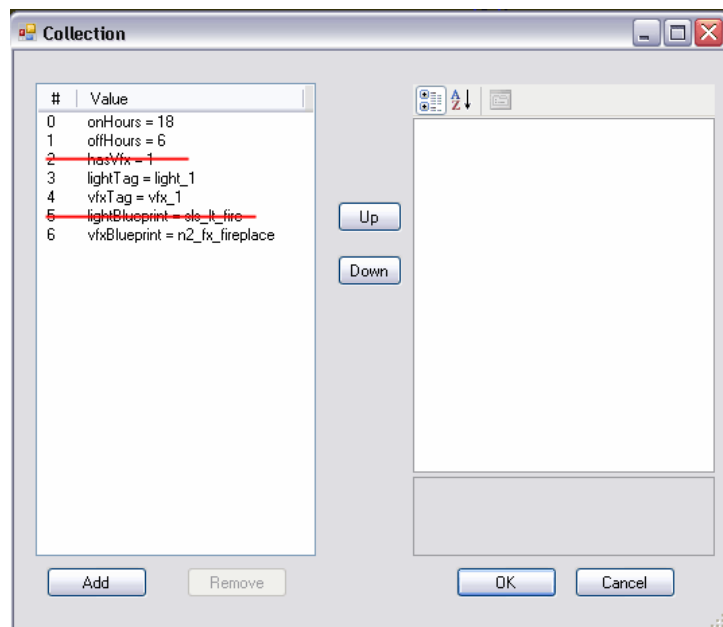 Collection
# Value
0 onHours = 18
1 offHours = 6
2 hasVfx = 1
3 lightTag = light_1
4 vfxTag = vfx_1
5 lightBlueprint = sls_lt_fire
6 vfxBlueprint = n2_fx_fireplace
Up
Down
Add Remove OK Cancel